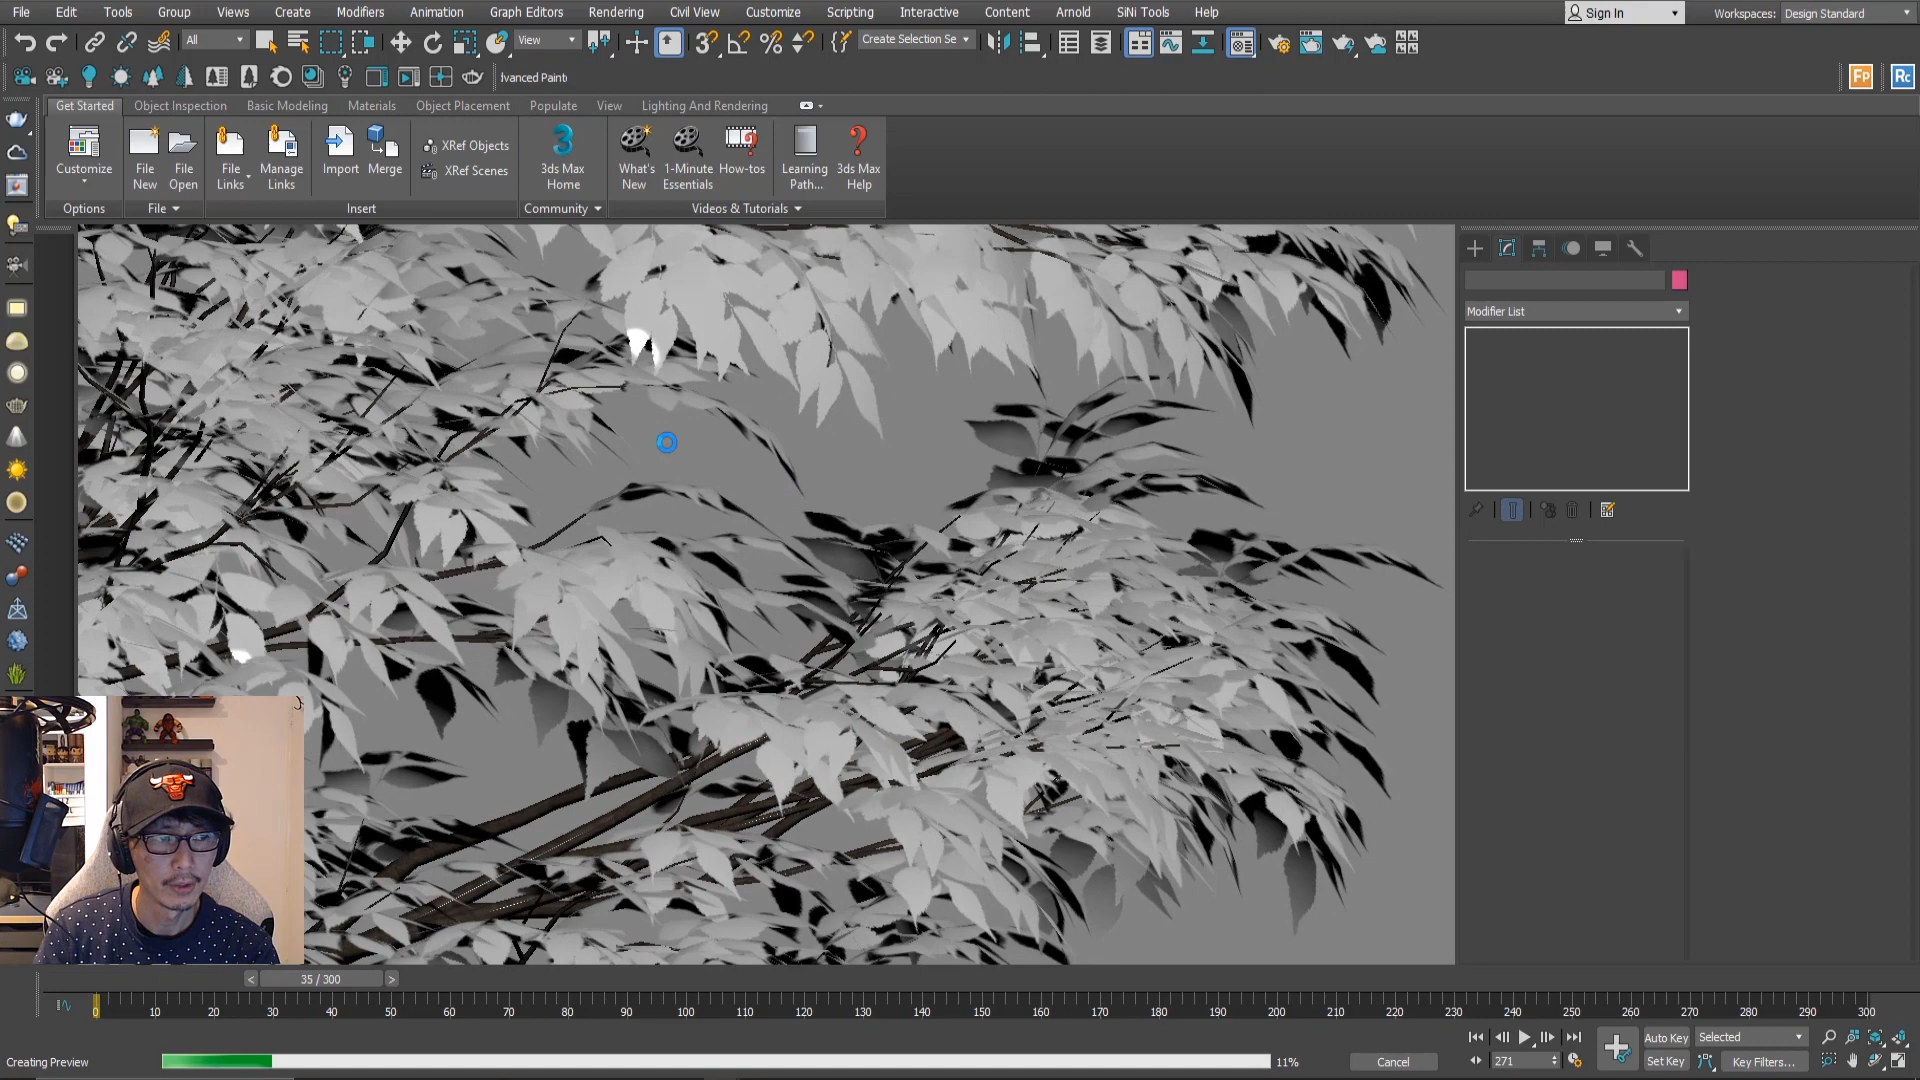 File Edit Tools Group Views Create Modifiers Animation Graph Editors Rendering Civil View Customize Scripting Interactive Content Arnold SiNi Tools Help Sign In Workspaces: Design Standard
All View Create Selection Se
Ivanced Paint Fp Rc
Get Started Object Inspection Basic Modeling Materials Object Placement Populate View Lighting And Rendering
Customize File New File Open File Links Manage Links Import Merge XRef Objects XRef Scenes 3ds Max Home What's New 1-Minute Essentials How-tos Learning Path... 3ds Max Help
Options File Insert Community Videos & Tutorials
Modifier List
< 35 / 300 >
0 10 20 30 40 50 60 70 80 90 100 110 120 130 140 150 160 170 180 190 200 210 220 230 240 250 260 270 280 290 300
Auto Key Selected
Creating Preview 11% Cancel 271 Set Key Key Filters...